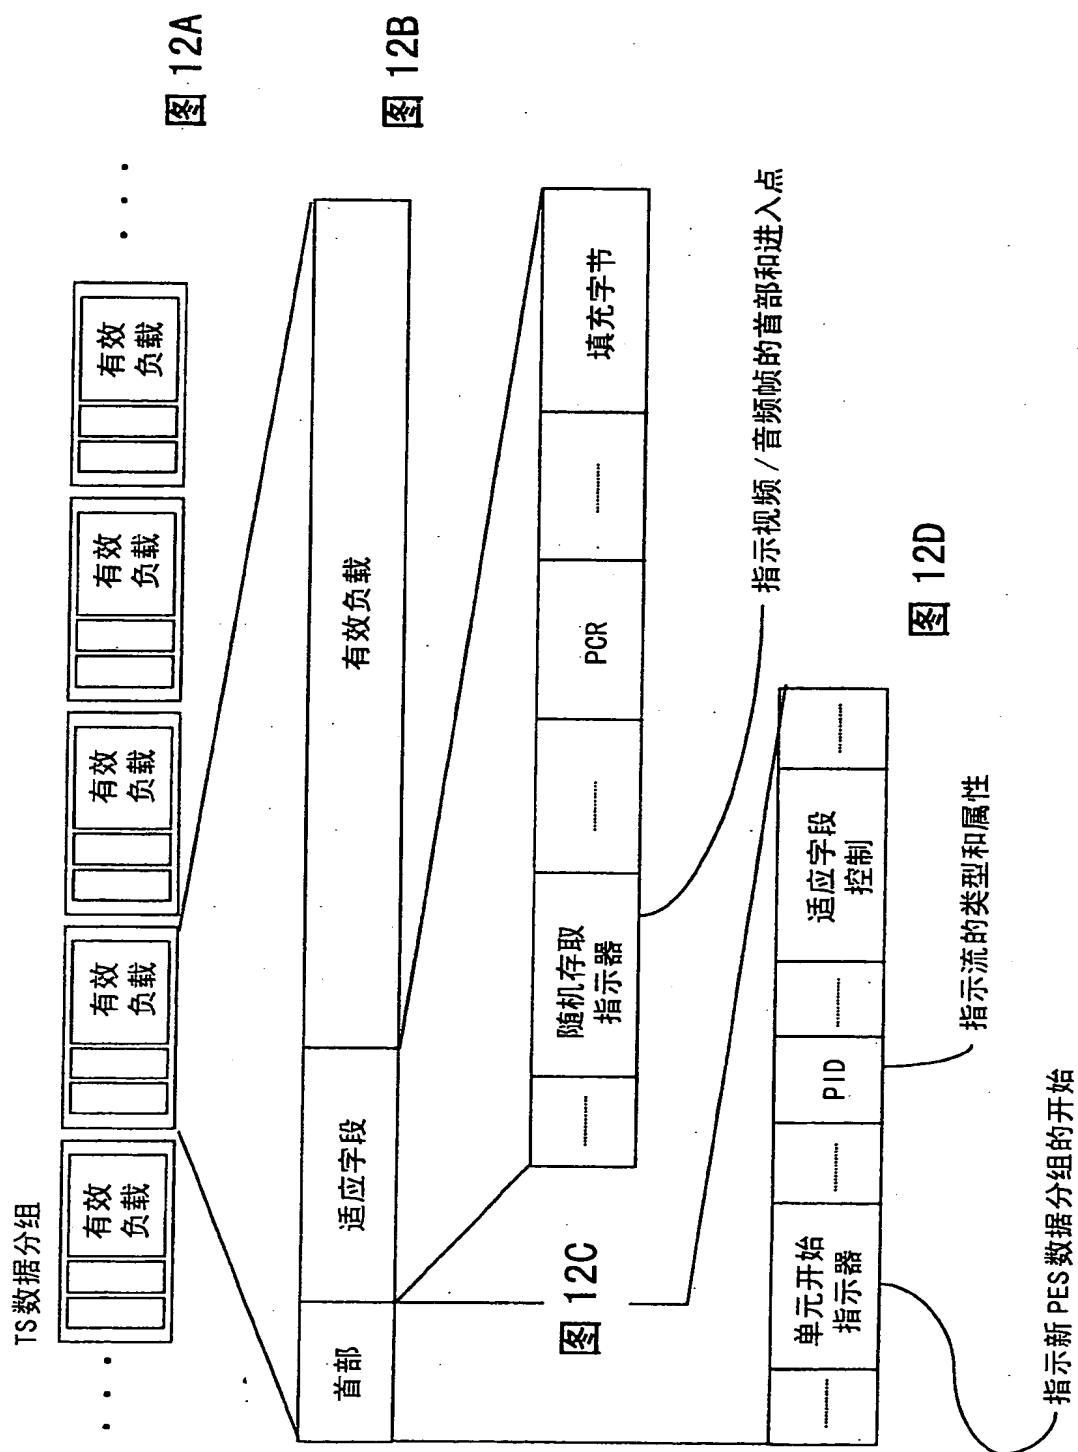 TS数据分组
有效
负载
有效
负载
有效
负载
有效
负载
有效
负载
图 12A
首部
适应字段
有效负载
图 12B
随机存取
指示器
PCR
填充字节
图 12C
指示视频/音频帧的首部和进入点
单元开始
指示器
PID
适应字段
控制
图 12D
指示流的类型和属性
指示新PES数据分组的开始